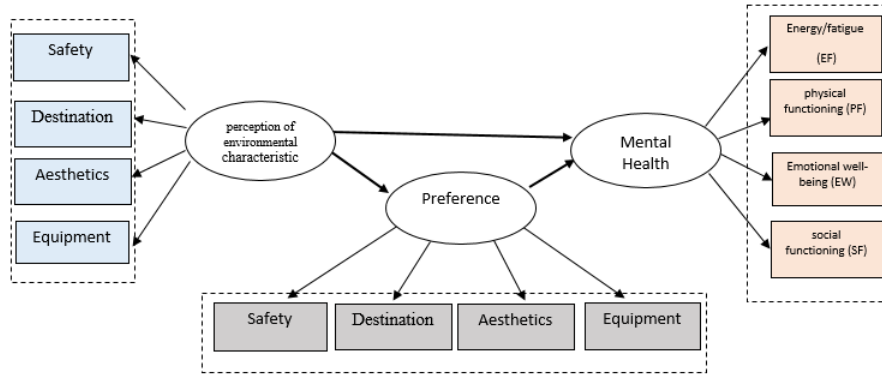 Safety
Destination
Aesthetics
Equipment
perception of
environmental
characteristic
Preference
Mental
Health
Energy/fatigue
(EF)
physical
functioning (PF)
Emotional well-
being (EW)
social
functioning (SF)
Safety
Destination
Aesthetics
Equipment